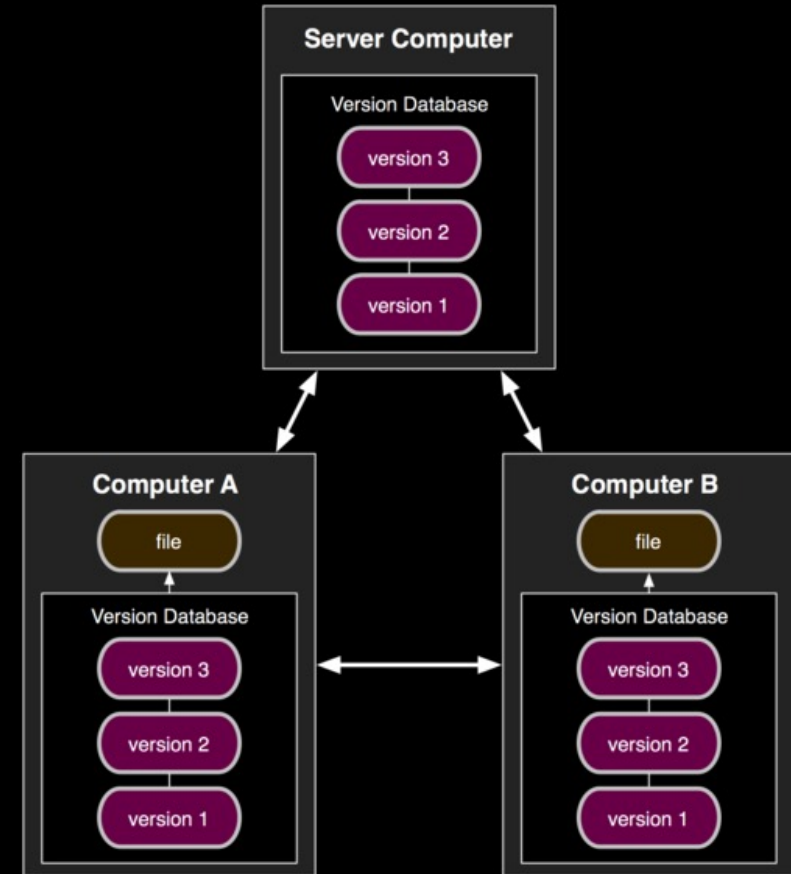 Server Computer
Version Database
version 3
version 2
version 1
Computer A
file
Version Database
version 3
version 2
version 1
Computer B
file
Version Database
version 3
version 2
version 1